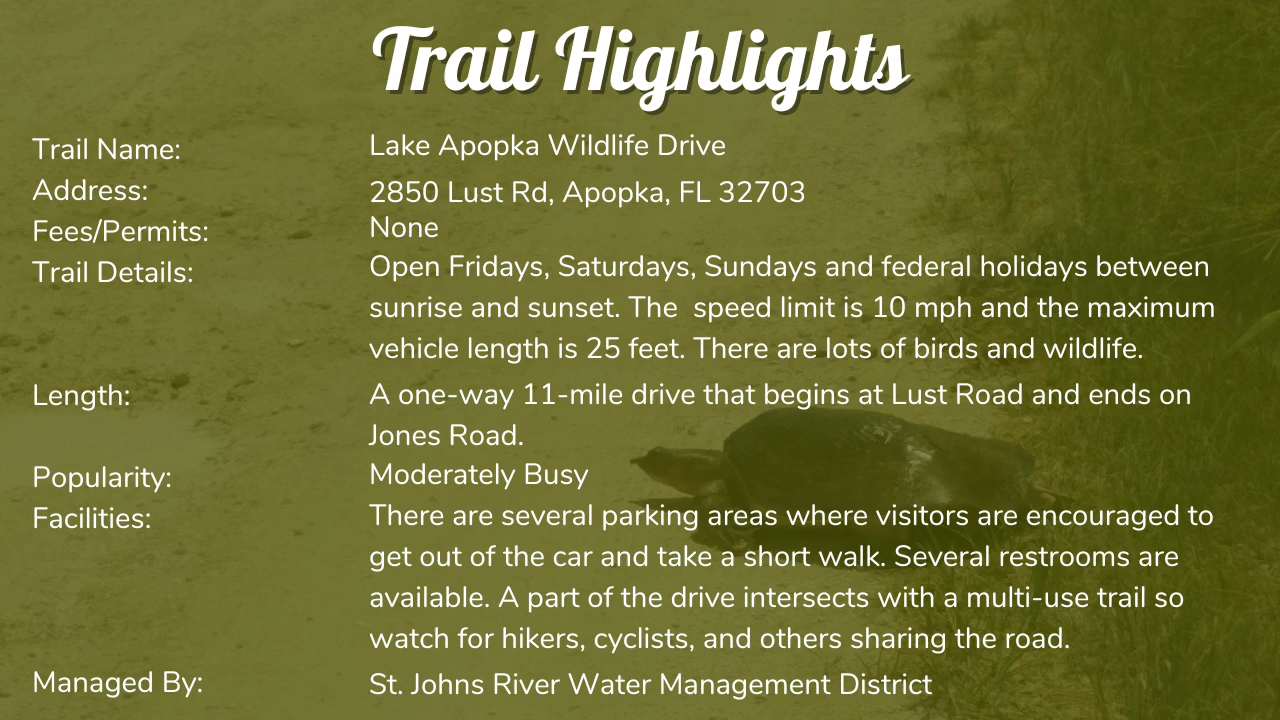 Trail Highlights
Trail Name: Lake Apopka Wildlife Drive
Address: 2850 Lust Rd, Apopka, FL 32703
Fees/Permits: None
Trail Details: Open Fridays, Saturdays, Sundays and federal holidays between
sunrise and sunset. The  speed limit is 10 mph and the maximum
vehicle length is 25 feet. There are lots of birds and wildlife.
Length: A one-way 11-mile drive that begins at Lust Road and ends on
Jones Road.
Popularity: Moderately Busy
Facilities: There are several parking areas where visitors are encouraged to
get out of the car and take a short walk. Several restrooms are
available. A part of the drive intersects with a multi-use trail so
watch for hikers, cyclists, and others sharing the road.
Managed By: St. Johns River Water Management District